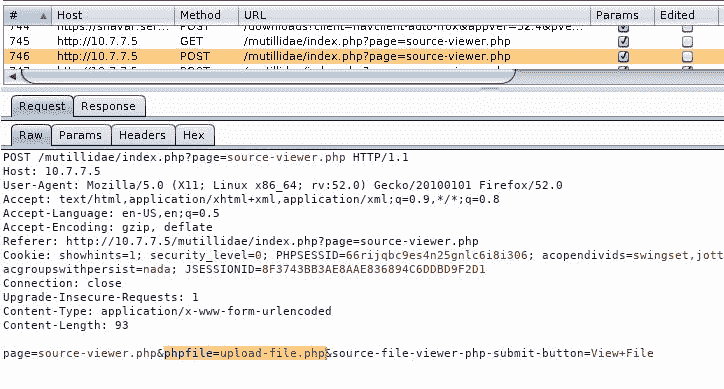 # Host Method URL Params Edited
744 https://shavar.ser... POST /downloads?client=navclient-auto-ffox&appver=52.4&pve...
745 http://10.7.7.5 GET /mutillidae/index.php?page=source-viewer.php
746 http://10.7.7.5 POST /mutillidae/index.php?page=source-viewer.php
Request Response
Raw Params Headers Hex
POST /mutillidae/index.php?page=source-viewer.php HTTP/1.1
Host: 10.7.7.5
User-Agent: Mozilla/5.0 (X11; Linux x86_64; rv:52.0) Gecko/20100101 Firefox/52.0
Accept: text/html,application/xhtml+xml,application/xml;q=0.9,*/*;q=0.8
Accept-Language: en-US,en;q=0.5
Accept-Encoding: gzip, deflate
Referer: http://10.7.7.5/mutillidae/index.php?page=source-viewer.php
Cookie: showhints=1; security_level=0; PHPSESSID=66rijqbc9es4n25gnlc6i8i306; acopendivids=swingset,jott
acgroupswithpersist=nada; JSESSIONID=8F3743BB3AE8AAE836894C6DDBD9F2D1
Connection: close
Upgrade-Insecure-Requests: 1
Content-Type: application/x-www-form-urlencoded
Content-Length: 93
page=source-viewer.php&phpfile=upload-file.php&source-file-viewer-php-submit-button=View+File